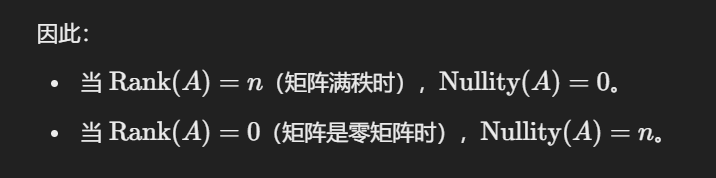 因此：
• 当 Rank(A) = n（矩阵满秩时），Nullity(A) = 0。
• 当 Rank(A) = 0（矩阵是零矩阵时），Nullity(A) = n。